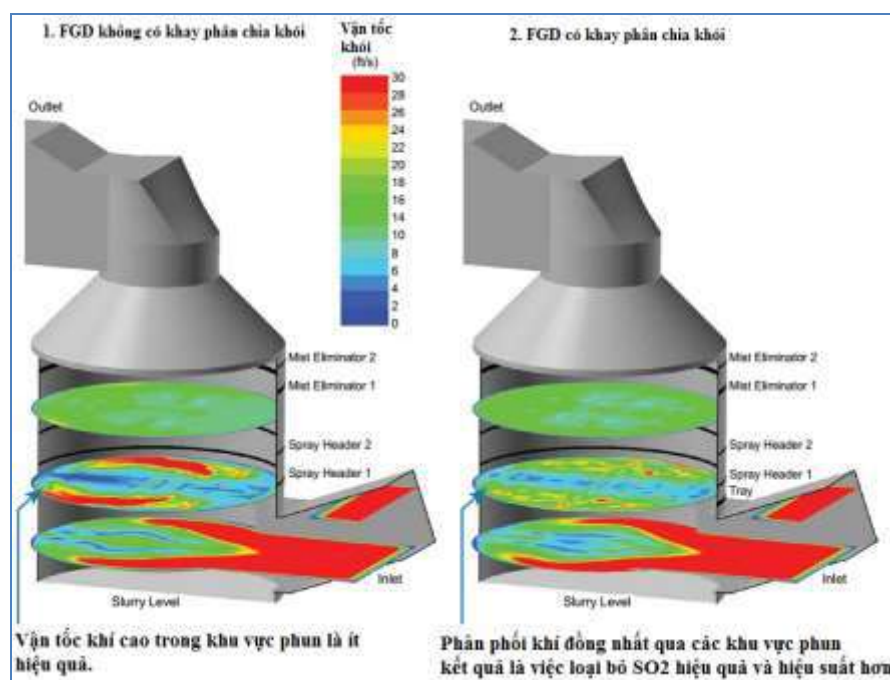 1. FGD không có khay phân chia khói
Vận tốc
khói
(ft/s)
2. FGD có khay phân chia khói
30
28
26
24
22
20
18
16
14
12
10
8
6
4
2
0
Outlet
Mist Eliminator 2
Mist Eliminator 1
Spray Header 2
Spray Header 1
Inlet
Slurry Level
Outlet
Mist Eliminator 2
Mist Eliminator 1
Spray Header 2
Spray Header 1
Tray
Inlet
Slurry Level
Vận tốc khí cao trong khu vực phun là ít
hiệu quả.
Phân phối khí đồng nhất qua các khu vực phun
kết quả là việc loại bỏ SO2 hiệu quả và hiệu suất hơn